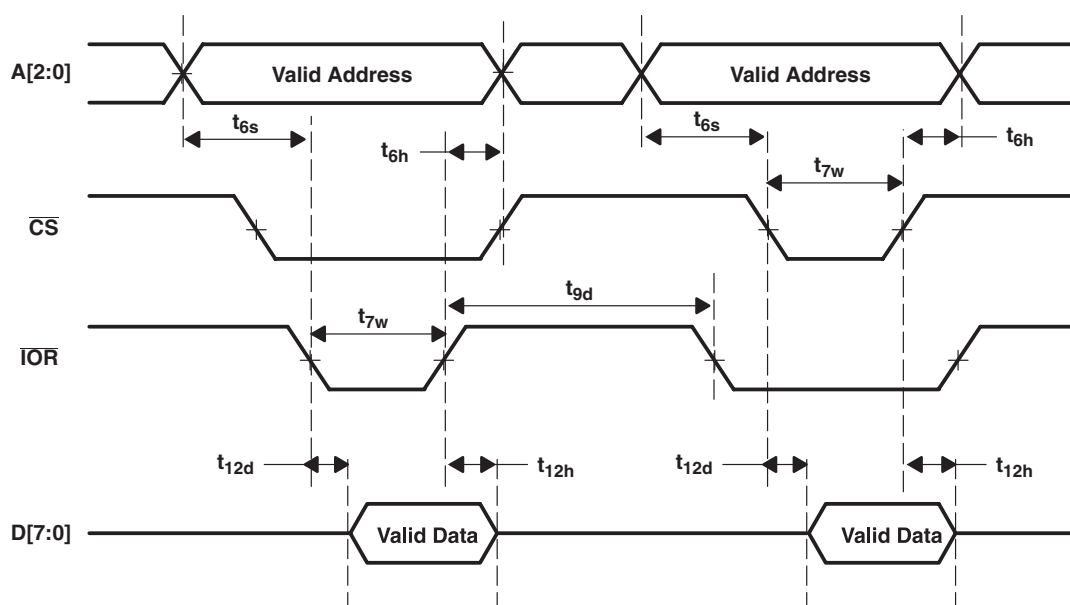 A[2:0] Valid Address Valid Address
t6s t6s
t6h t6h
t7w
CS
t9d
t7w
IOR
t12d t12h t12d t12h
D[7:0] Valid Data Valid Data